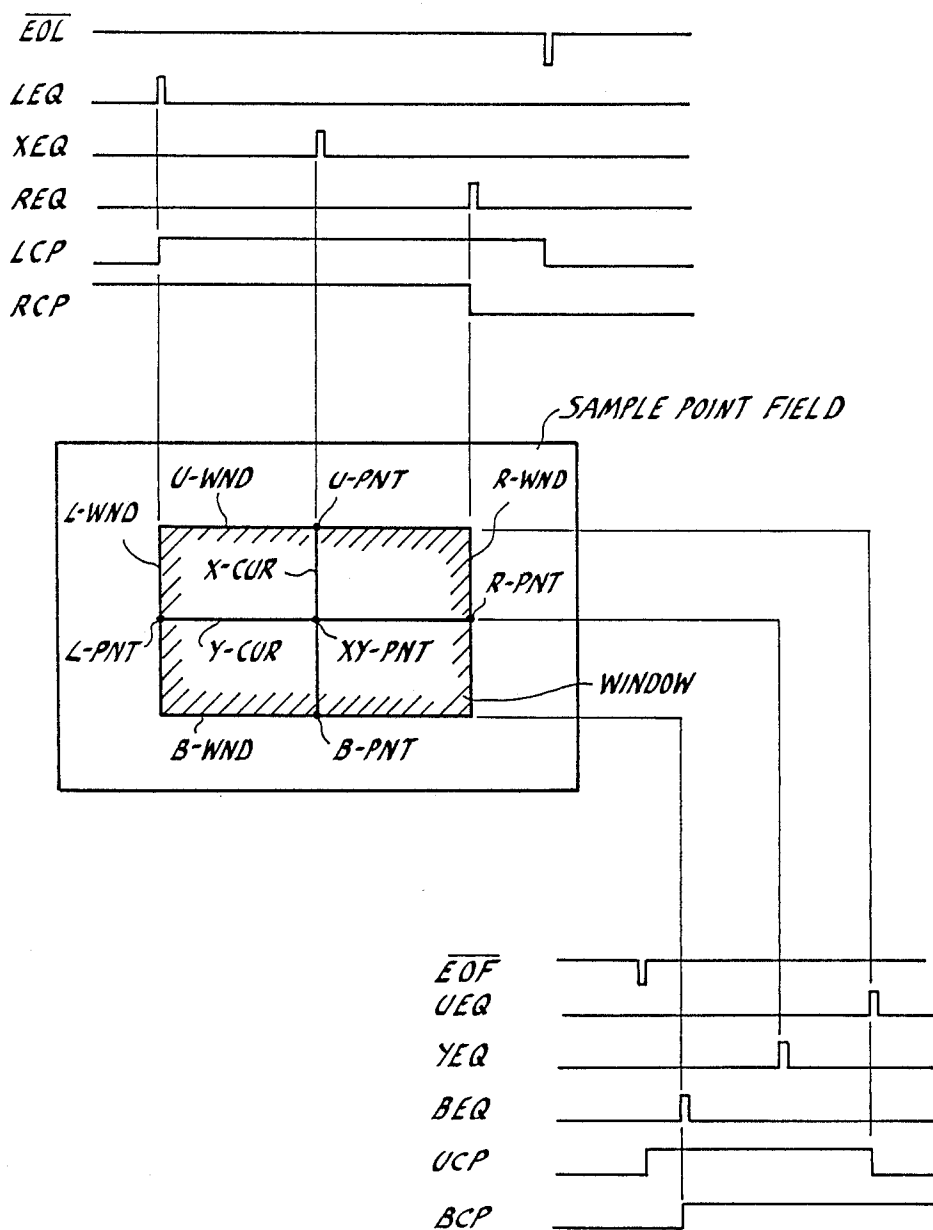 EOL
LEQ
XEQ
REQ
LCP
RCP
SAMPLE POINT FIELD
U-WND U-PNT R-WND
L-WND
X-CUR
R-PNT
L-PNT Y-CUR XY-PNT
WINDOW
B-WND B-PNT
EOF
UEQ
YEQ
BEQ
UCP
BCP